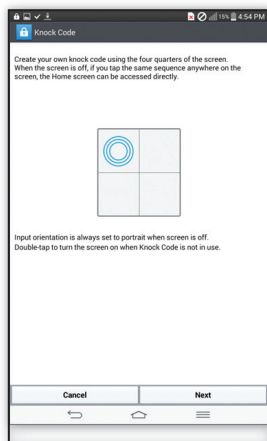 15% 4:54 PM
Knock Code
Create your own knock code using the four quarters of the screen.
When the screen is off, if you tap the same sequence anywhere on the
screen, the Home screen can be accessed directly.
Input orientation is always set to portrait when screen is off.
Double-tap to turn the screen on when Knock Code is not in use.
Cancel Next